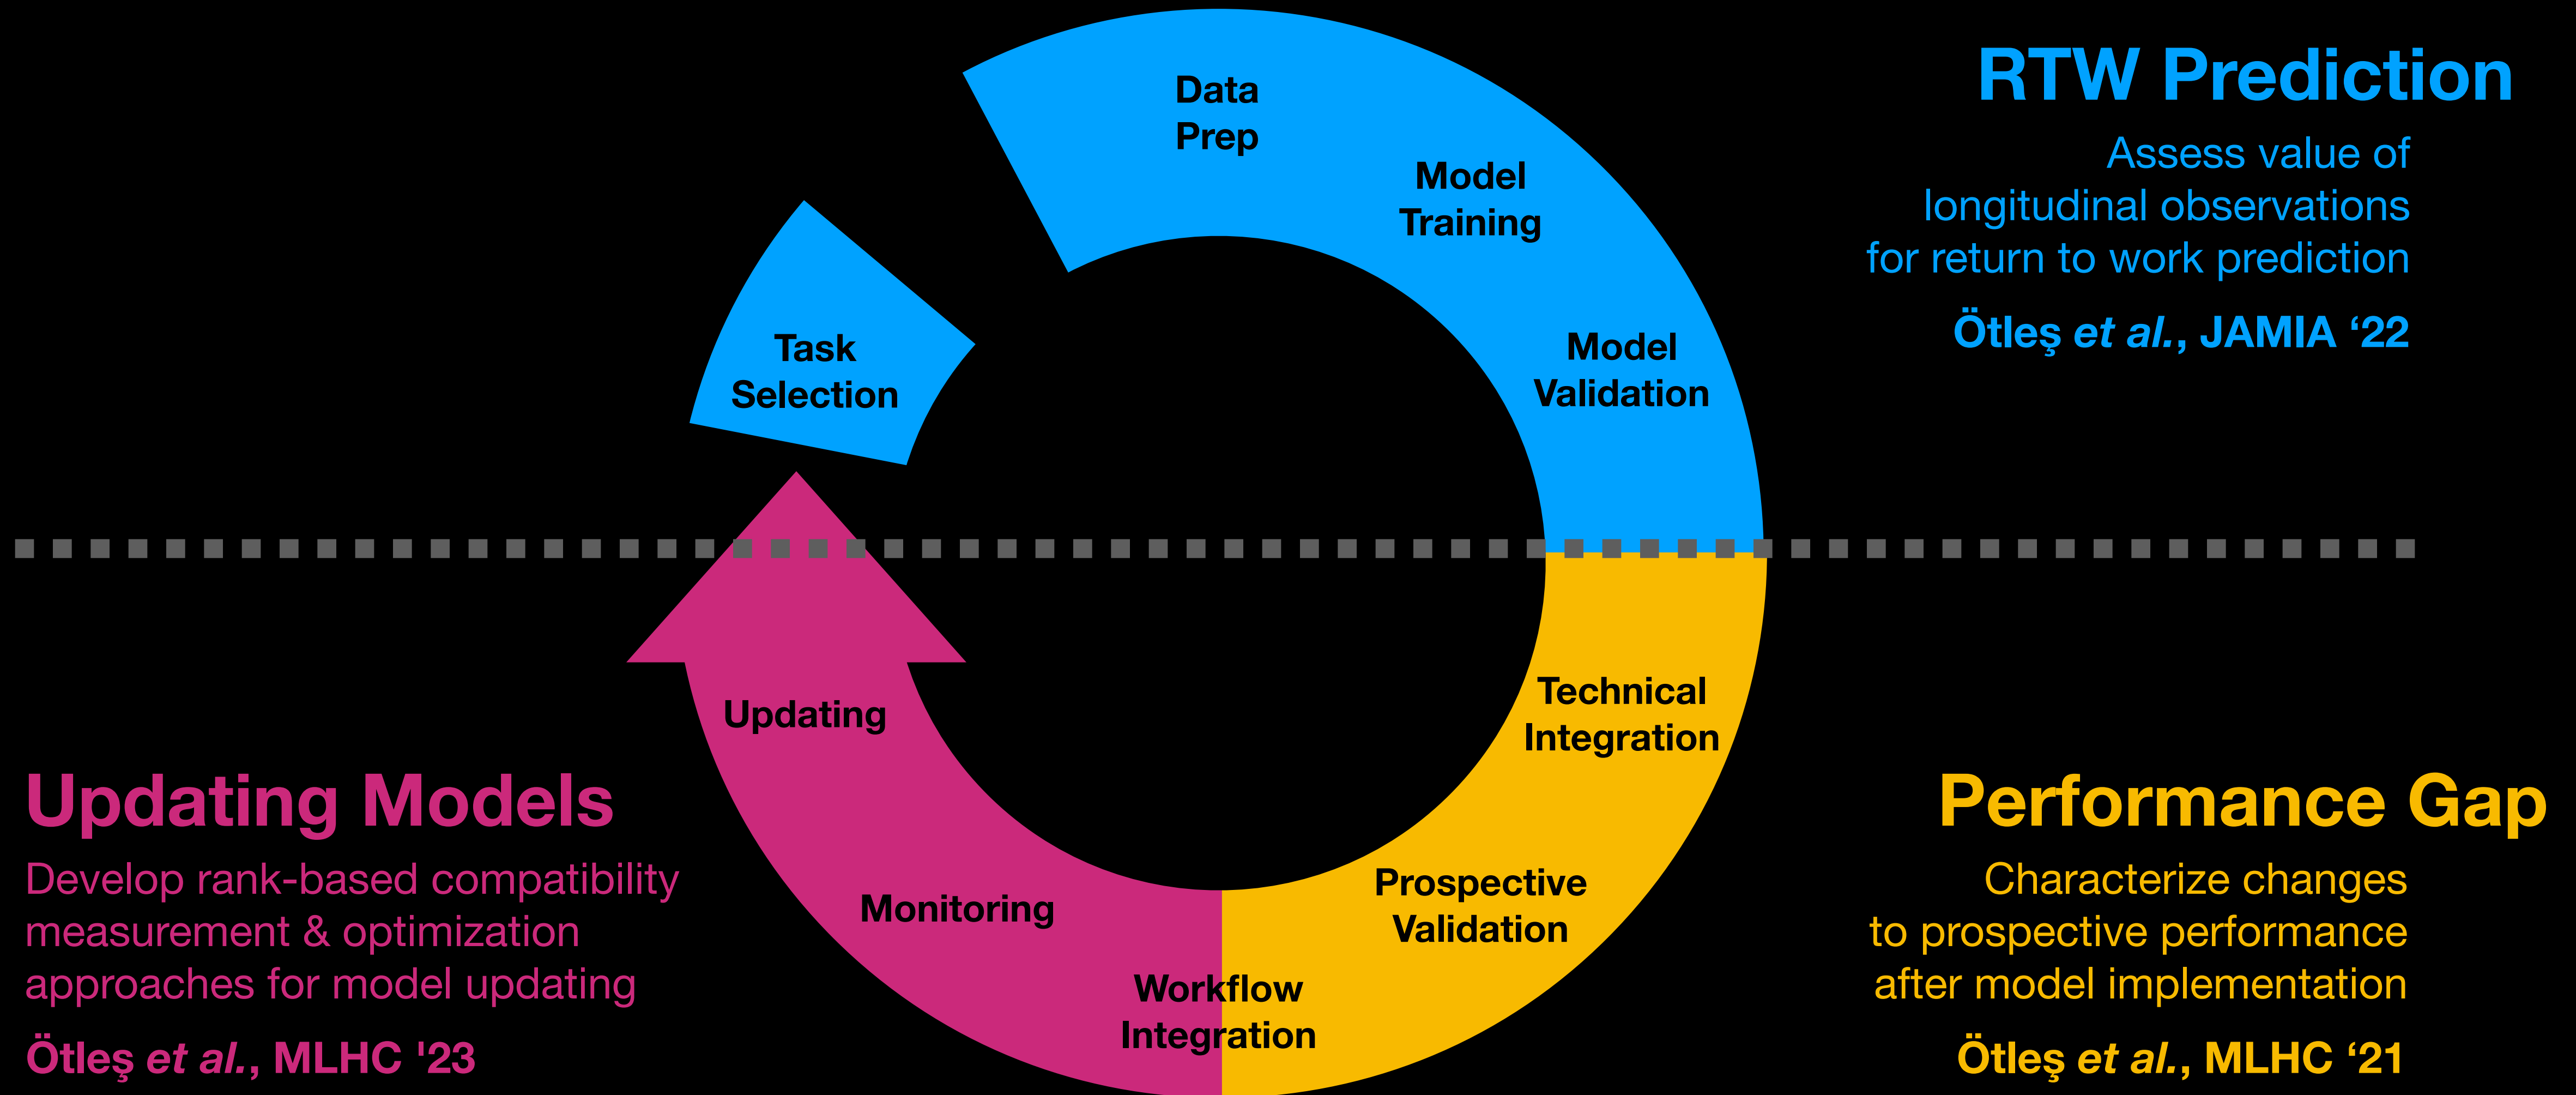 RTW Prediction
Assess value of
longitudinal observations
for return to work prediction
Ötleş et al., JAMIA ‘22
Data
Prep
Model
Training
Model
Validation
Task
Selection
Technical
Integration
Prospective
Validation
Workflow
Integration
Monitoring
Updating
Updating Models
Develop rank-based compatibility
measurement & optimization
approaches for model updating
Ötleş et al., MLHC '23
Performance Gap
Characterize changes
to prospective performance
after model implementation
Ötleş et al., MLHC ‘21